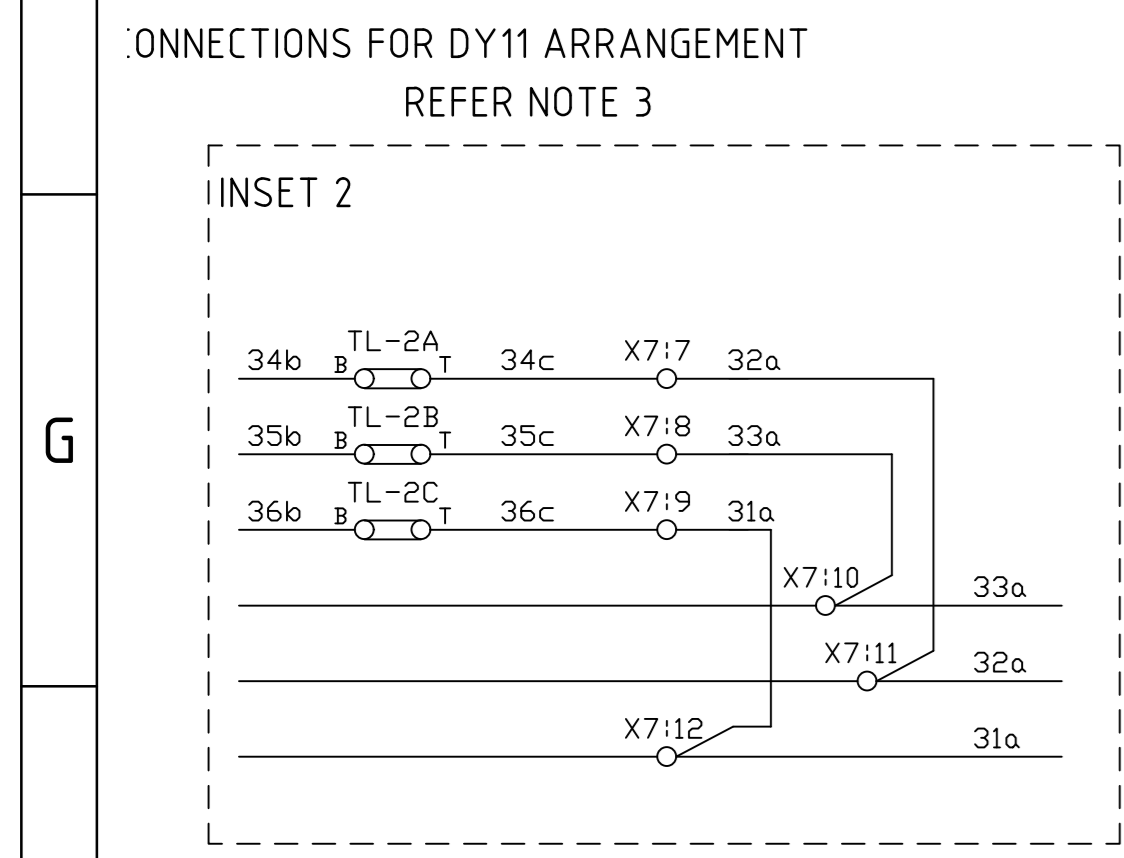 :ONNECTIONS FOR DY11 ARRANGEMENT
REFER NOTE 3
INSET 2
34b B TL-2A T 34c X7:7 32a
35b B TL-2B T 35c X7:8 33a
36b B TL-2C T 36c X7:9 31a
G
X7:10 33a
X7:11 32a
X7:12 31a